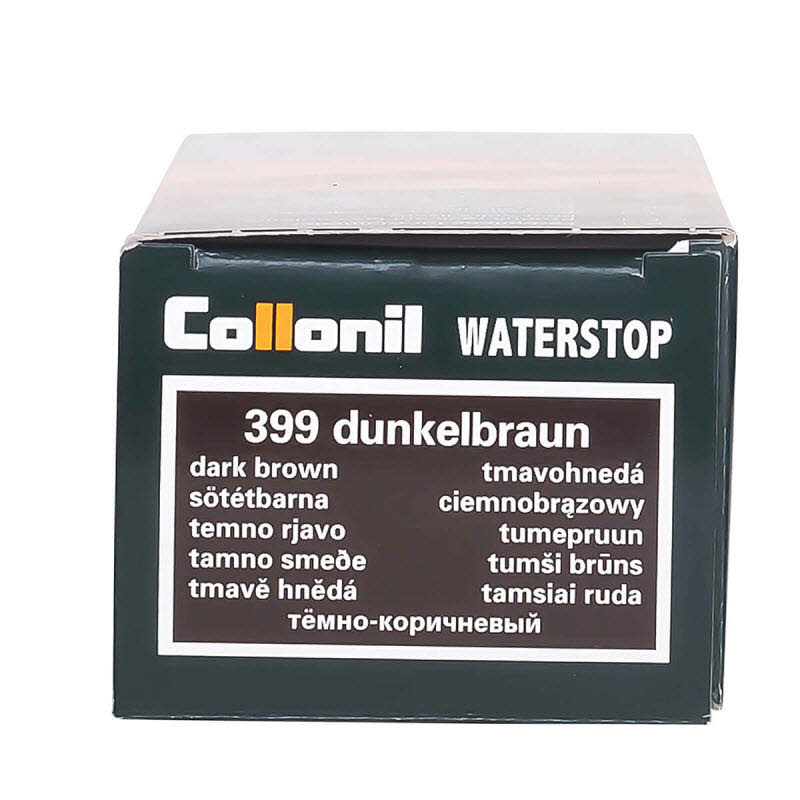 Collonil WATERSTOP
399 dunkelbraun
dark brown
sötétbarna
temno rjavo
tamno smeđe
tmavě hnědá
tmavohnedá
ciemnobrązowy
tumepruun
tumši brūns
tamsiai ruda
тёмно-коричневый